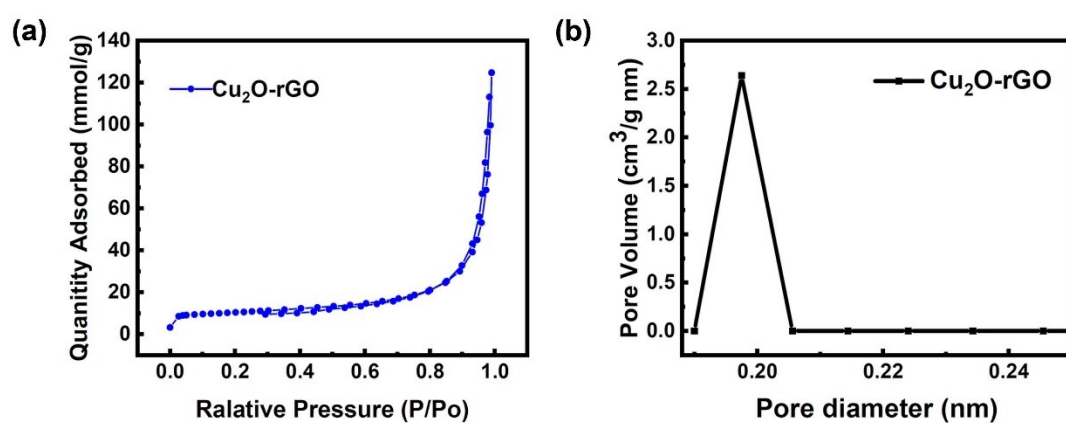 (a)
140
120
100
80
60
40
20
0
Quanitity Adsorbed (mmol/g)
Cu₂O-rGO
0.0 0.2 0.4 0.6 0.8 1.0
Ralative Pressure (P/Po)
(b)
3.0
2.5
2.0
1.5
1.0
0.5
0.0
Pore Volume (cm³/g nm)
Cu₂O-rGO
0.20 0.22 0.24
Pore diameter (nm)